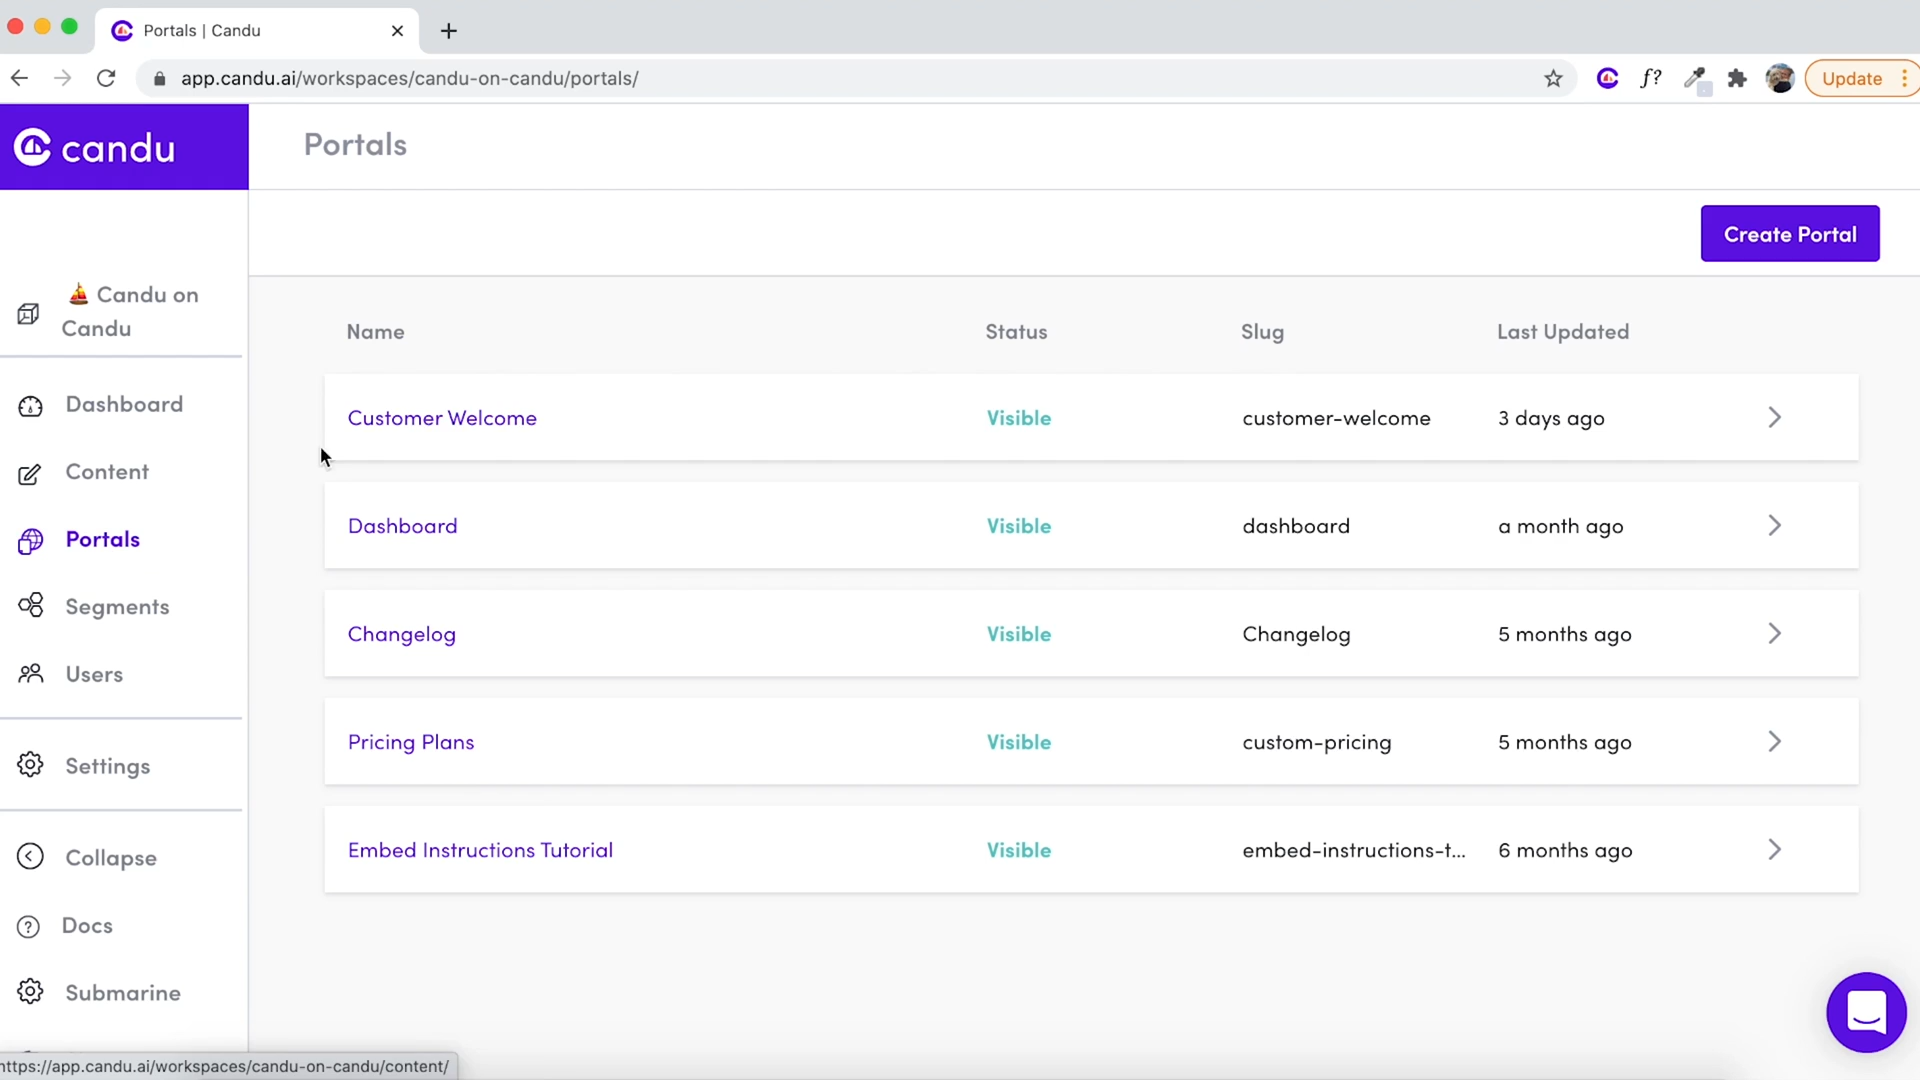 Portals | Candu
app.candu.ai/workspaces/candu-on-candu/portals/
f?
Update
candu
Portals
Create Portal
Candu on
Candu
Dashboard
Content
Portals
Segments
Users
Settings
Collapse
Docs
Submarine
Name Status Slug Last Updated
Customer Welcome Visible customer-welcome 3 days ago
Dashboard Visible dashboard a month ago
Changelog Visible Changelog 5 months ago
Pricing Plans Visible custom-pricing 5 months ago
Embed Instructions Tutorial Visible embed-instructions-t... 6 months ago
https://app.candu.ai/workspaces/candu-on-candu/content/